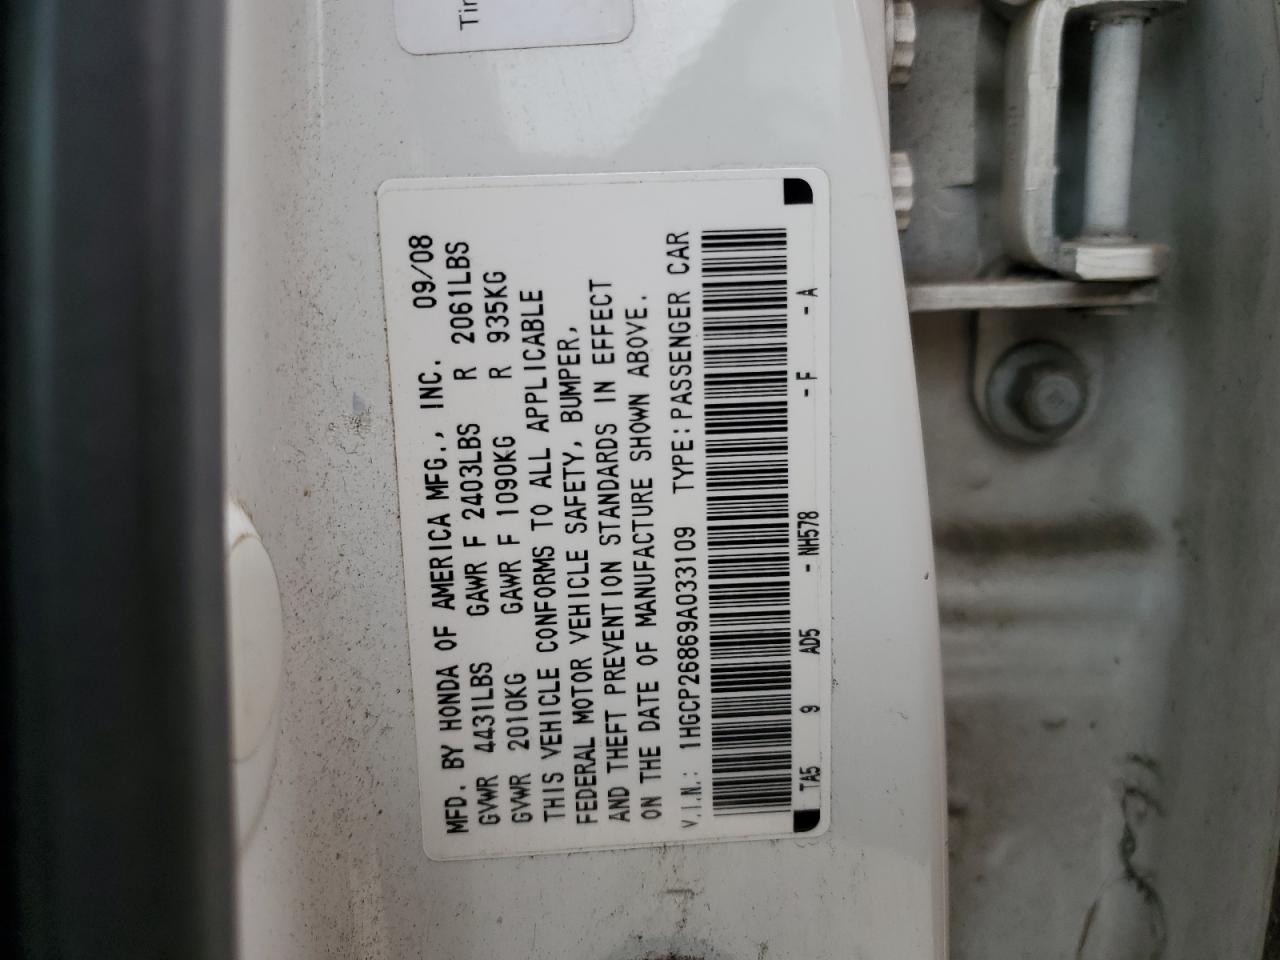 Tir
MFD. BY HONDA OF AMERICA MFG., INC. 09/08
GVWR 4431LBS GAWR F 2403LBS R 2061LBS
GVWR 2010KG GAWR F 1090KG R 935KG
THIS VEHICLE CONFORMS TO ALL APPLICABLE
FEDERAL MOTOR VEHICLE SAFETY, BUMPER,
AND THEFT PREVENTION STANDARDS IN EFFECT
ON THE DATE OF MANUFACTURE SHOWN ABOVE.
V.I.N.: 1HGCP26869A033109 TYPE: PASSENGER CAR
TA5 9 AD5 - NH578 - F - A